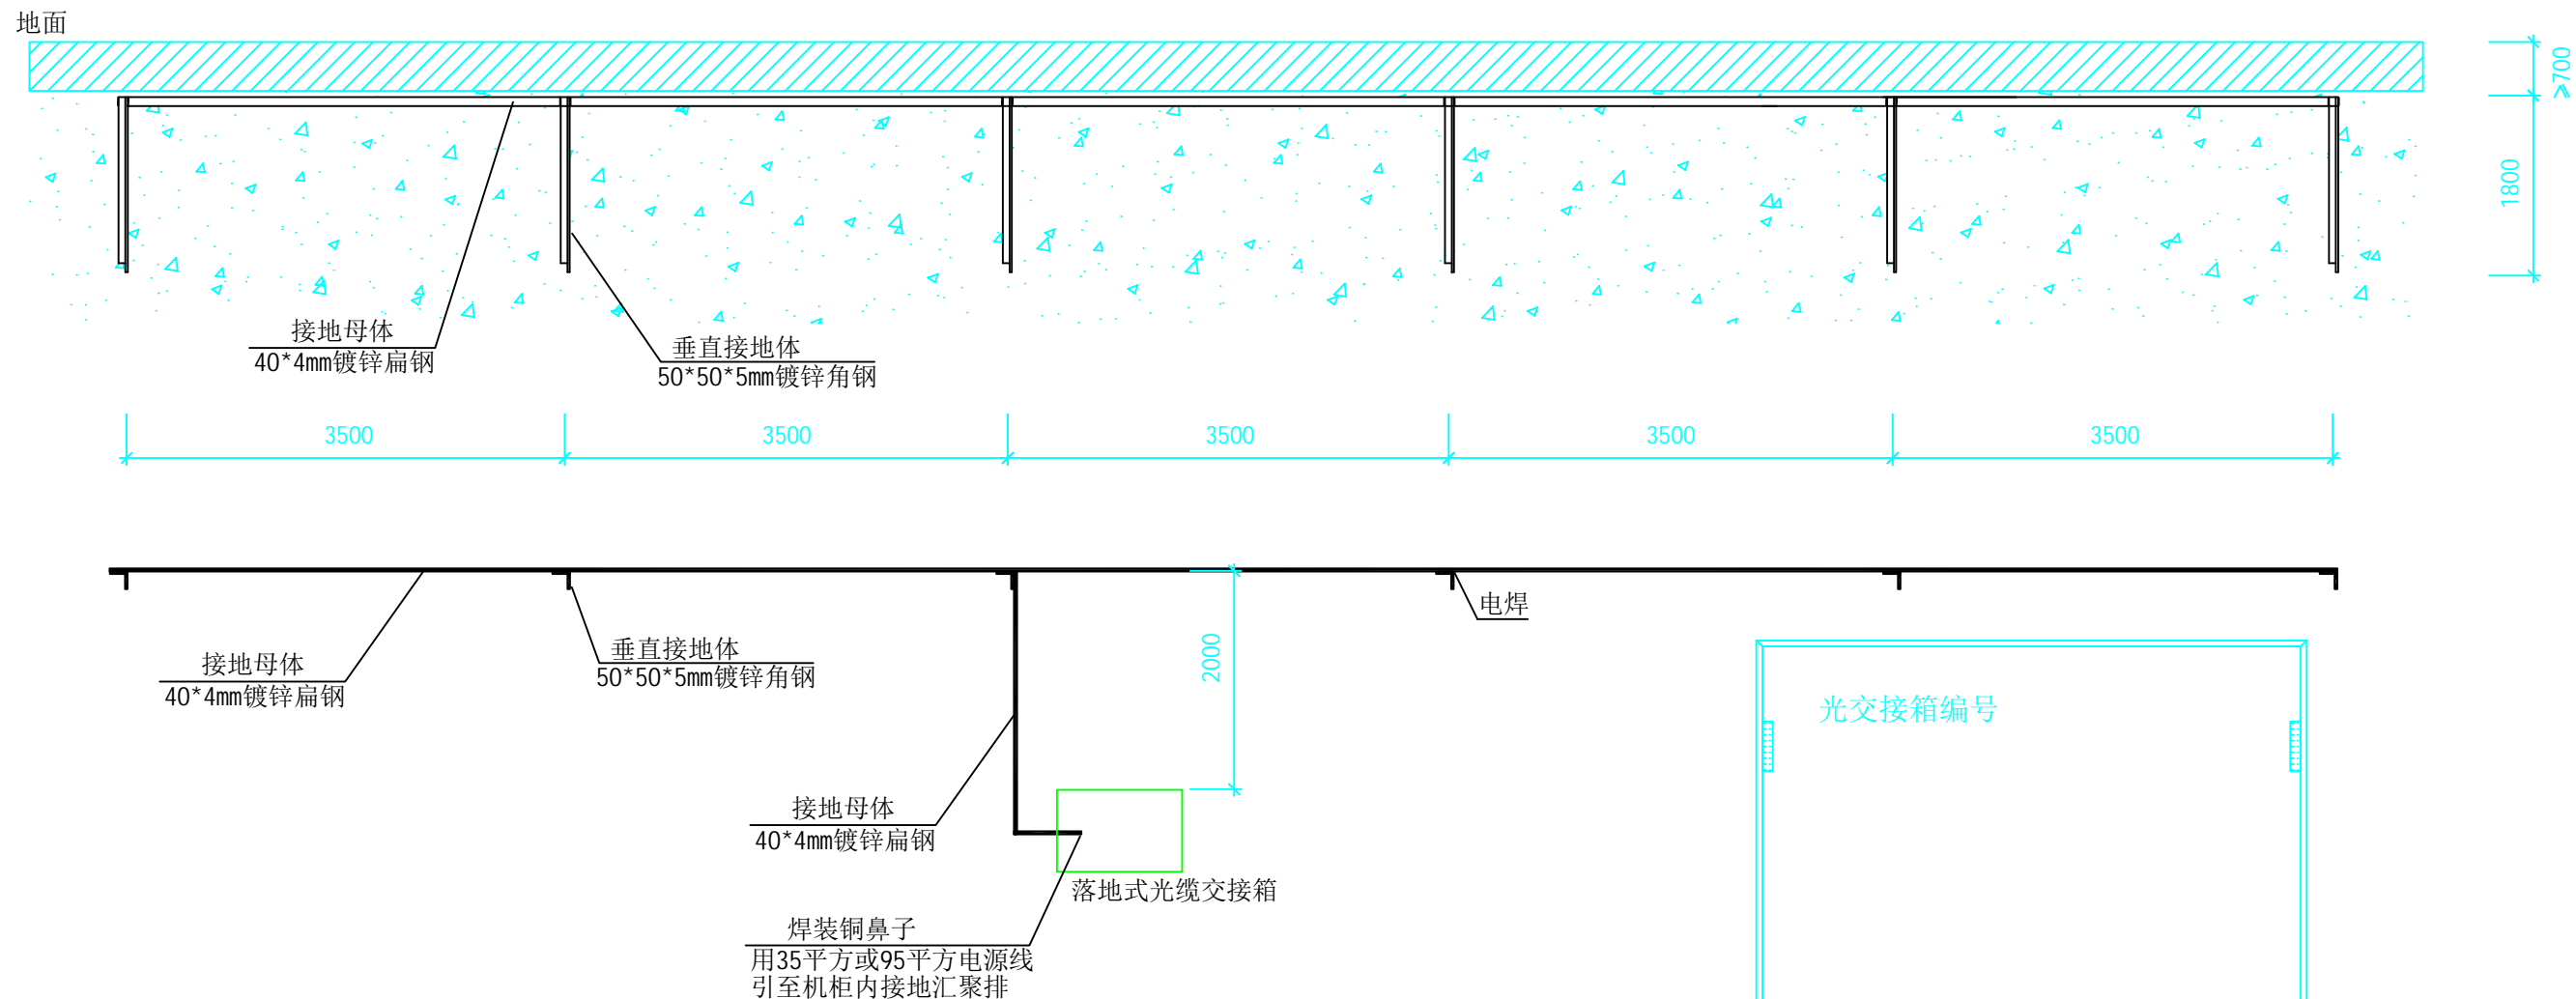 地面
≥700
1800
接地母体
40*4mm镀锌扁钢
垂直接地体
50*50*5mm镀锌角钢
3500
3500
3500
3500
3500
电焊
接地母体
40*4mm镀锌扁钢
垂直接地体
50*50*5mm镀锌角钢
2000
光交接箱编号
接地母体
40*4mm镀锌扁钢
落地式光缆交接箱
焊装铜鼻子
用35平方或95平方电源线
引至机柜内接地汇聚排